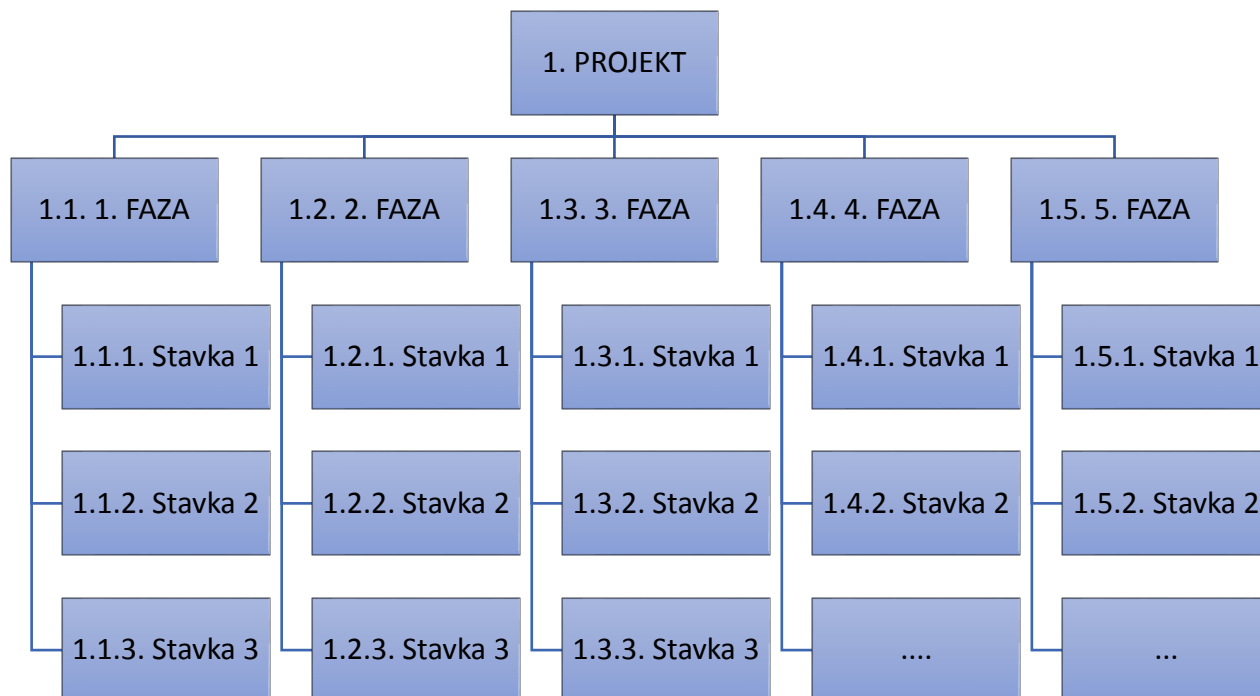 1. PROJEKT
1.1. 1. FAZA
1.2. 2. FAZA
1.3. 3. FAZA
1.4. 4. FAZA
1.5. 5. FAZA
1.1.1. Stavka 1
1.2.1. Stavka 1
1.3.1. Stavka 1
1.4.1. Stavka 1
1.5.1. Stavka 1
1.1.2. Stavka 2
1.2.2. Stavka 2
1.3.2. Stavka 2
1.4.2. Stavka 2
1.5.2. Stavka 2
1.1.3. Stavka 3
1.2.3. Stavka 3
1.3.3. Stavka 3
....
...